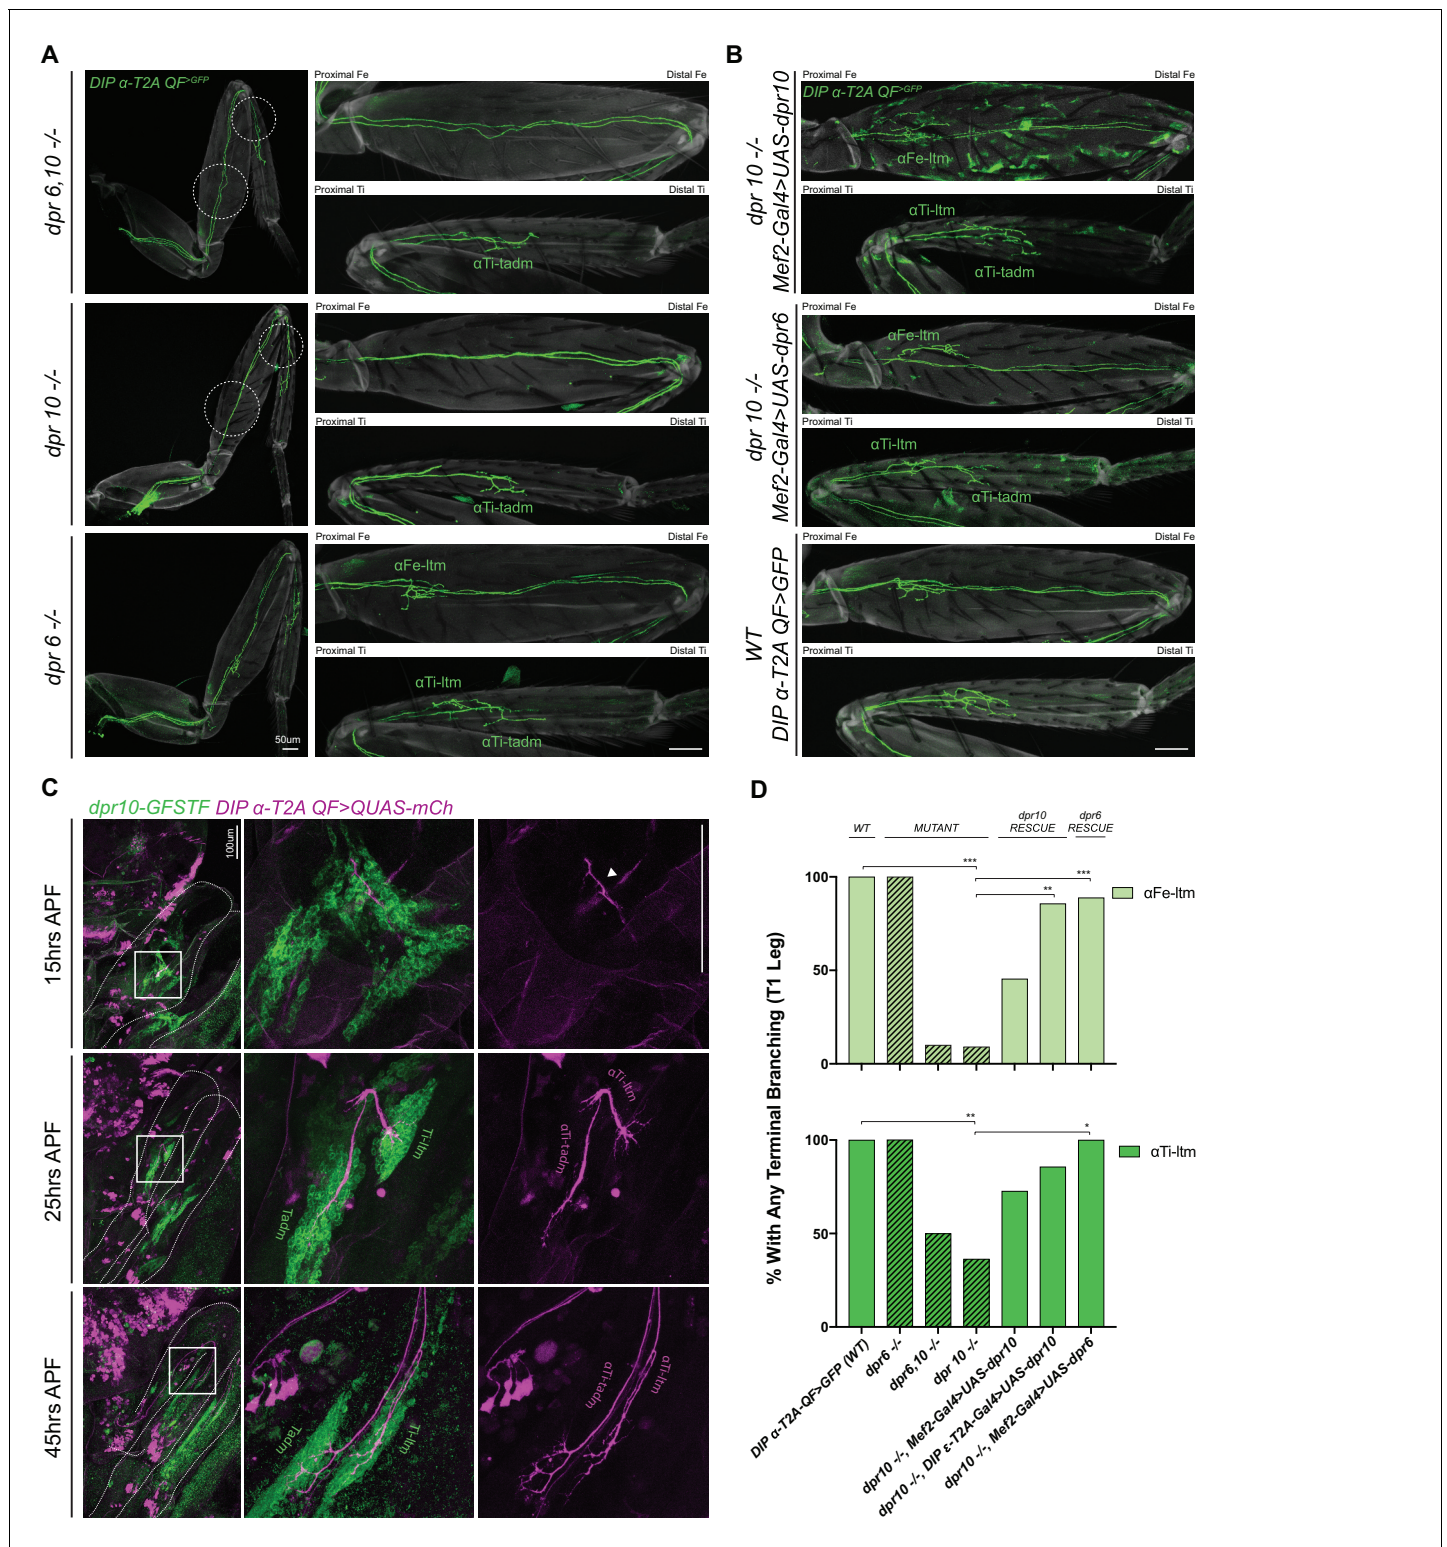 A
dpr 6,10 -/-
DIP α-T2A QF>GFP
Proximal Fe
Distal Fe
Proximal Ti
Distal Ti
αTi-tadm
dpr 10 -/-
Proximal Fe
Distal Fe
Proximal Ti
Distal Ti
αTi-tadm
dpr 6 -/-
50um
Proximal Fe
Distal Fe
αFe-ltm
Proximal Ti
Distal Ti
αTi-ltm
αTi-tadm
B
dpr 10 -/-
Mef2-Gal4>UAS-dpr10
Proximal Fe
Distal Fe
DIP α-T2A QF>GFP
αFe-ltm
Proximal Ti
Distal Ti
αTi-ltm
αTi-tadm
dpr 10 -/-
Mef2-Gal4>UAS-dpr6
Proximal Fe
Distal Fe
αFe-ltm
Proximal Ti
Distal Ti
αTi-ltm
αTi-tadm
WT
DIP α-T2A QF>GFP
Proximal Fe
Distal Fe
Proximal Ti
Distal Ti
C
dpr10-GFSTF DIP α-T2A QF>QUAS-mCh
15hrs APF
100um
25hrs APF
Tadm
Ti-ltm
αTi-tadm
αTi-ltm
45hrs APF
Tadm
Ti-ltm
αTi-tadm
αTi-ltm
D
WT
MUTANT
dpr10
RESCUE
dpr6
RESCUE
% With Any Terminal Branching (T1 Leg)
***
***
**
100
50
0
αFe-ltm
**
*
100
50
0
αTi-ltm
DIP α-T2A-QF>GFP (WT)
dpr6 -/-
dpr6,10 -/-
dpr 10 -/-
dpr10 -/-, Mef2-Gal4>UAS-dpr10
dpr10 -/-, DIP ε-T2A-Gal4>UAS-dpr10
dpr10 -/-, Mef2-Gal4>UAS-dpr6